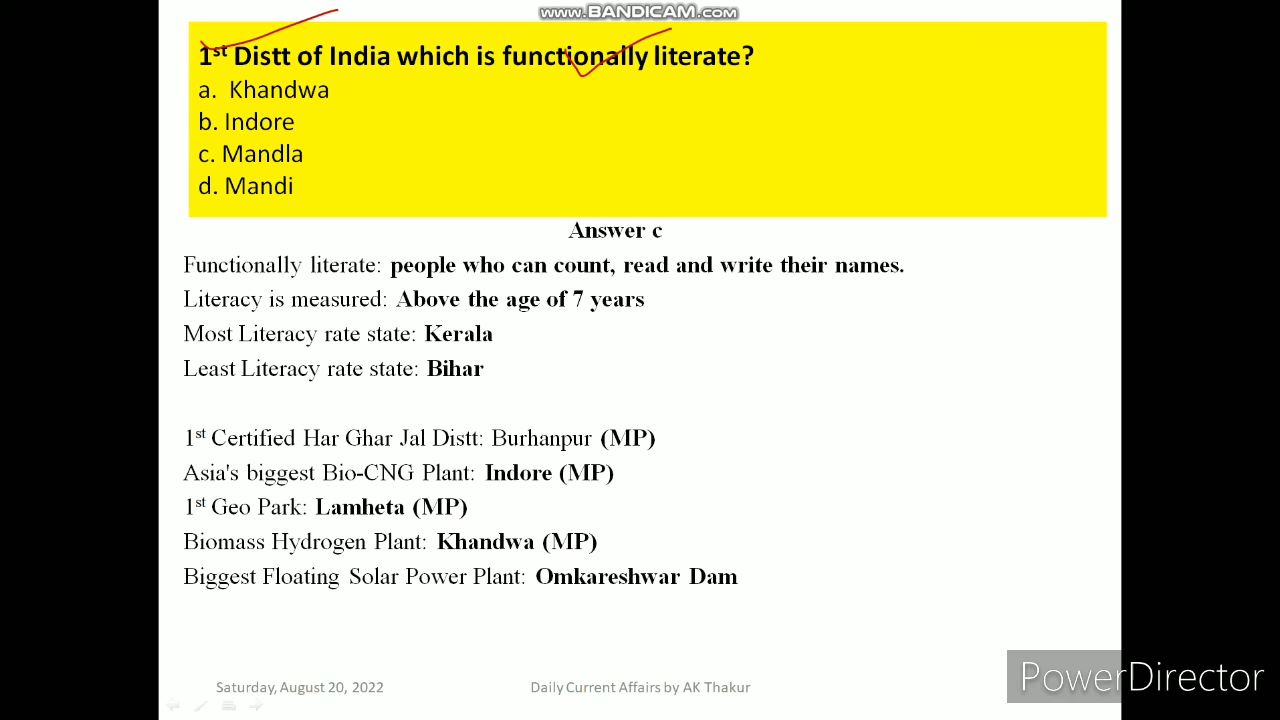 www.BANDICAM.com
1st Distt of India which is functionally literate?
a. Khandwa
b. Indore
c. Mandla
d. Mandi
Answer c
Functionally literate: people who can count, read and write their names.
Literacy is measured: Above the age of 7 years
Most Literacy rate state: Kerala
Least Literacy rate state: Bihar
1st Certified Har Ghar Jal Distt: Burhanpur (MP)
Asia's biggest Bio-CNG Plant: Indore (MP)
1st Geo Park: Lamheta (MP)
Biomass Hydrogen Plant: Khandwa (MP)
Biggest Floating Solar Power Plant: Omkareshwar Dam
Saturday, August 20, 2022
Daily Current Affairs by AK Thakur
PowerDirector